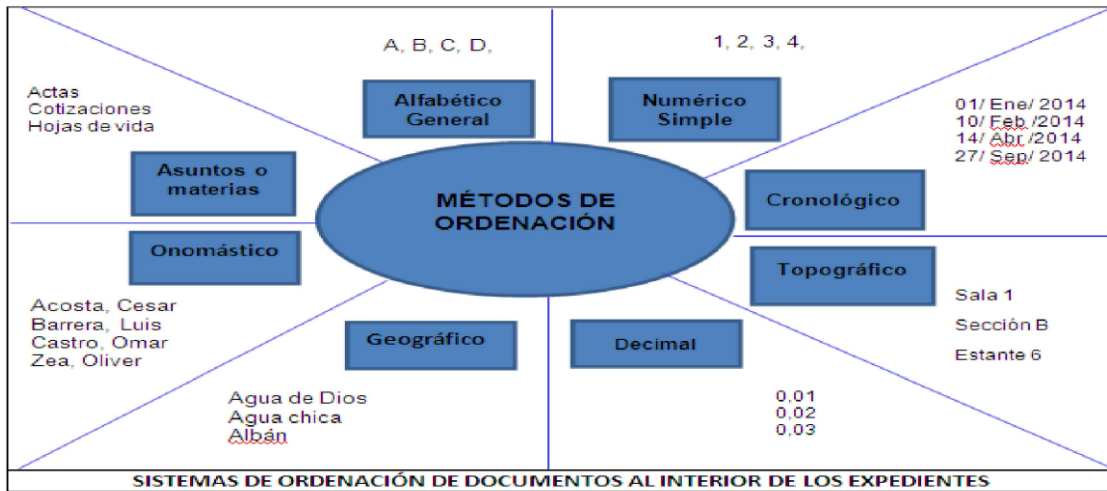 A, B, C, D,
Alfabético
General
1, 2, 3, 4,
Numérico
Simple
01/ Ene/ 2014
10/ Feb /2014
14/ Abr /2014
27/ Sep/ 2014
Cronológico
Topográfico
Sala 1
Sección B
Estante 6
Decimal
0,01
0,02
0,03
Geográfico
Agua de Dios
Agua chica
Albán
Onomástico
Acosta, Cesar
Barrera, Luis
Castro, Omar
Zea, Oliver
Actas
Cotizaciones
Hojas de vida
Asuntos o
materias
MÉTODOS DE
ORDENACIÓN
SISTEMAS DE ORDENACIÓN DE DOCUMENTOS AL INTERIOR DE LOS EXPEDIENTES